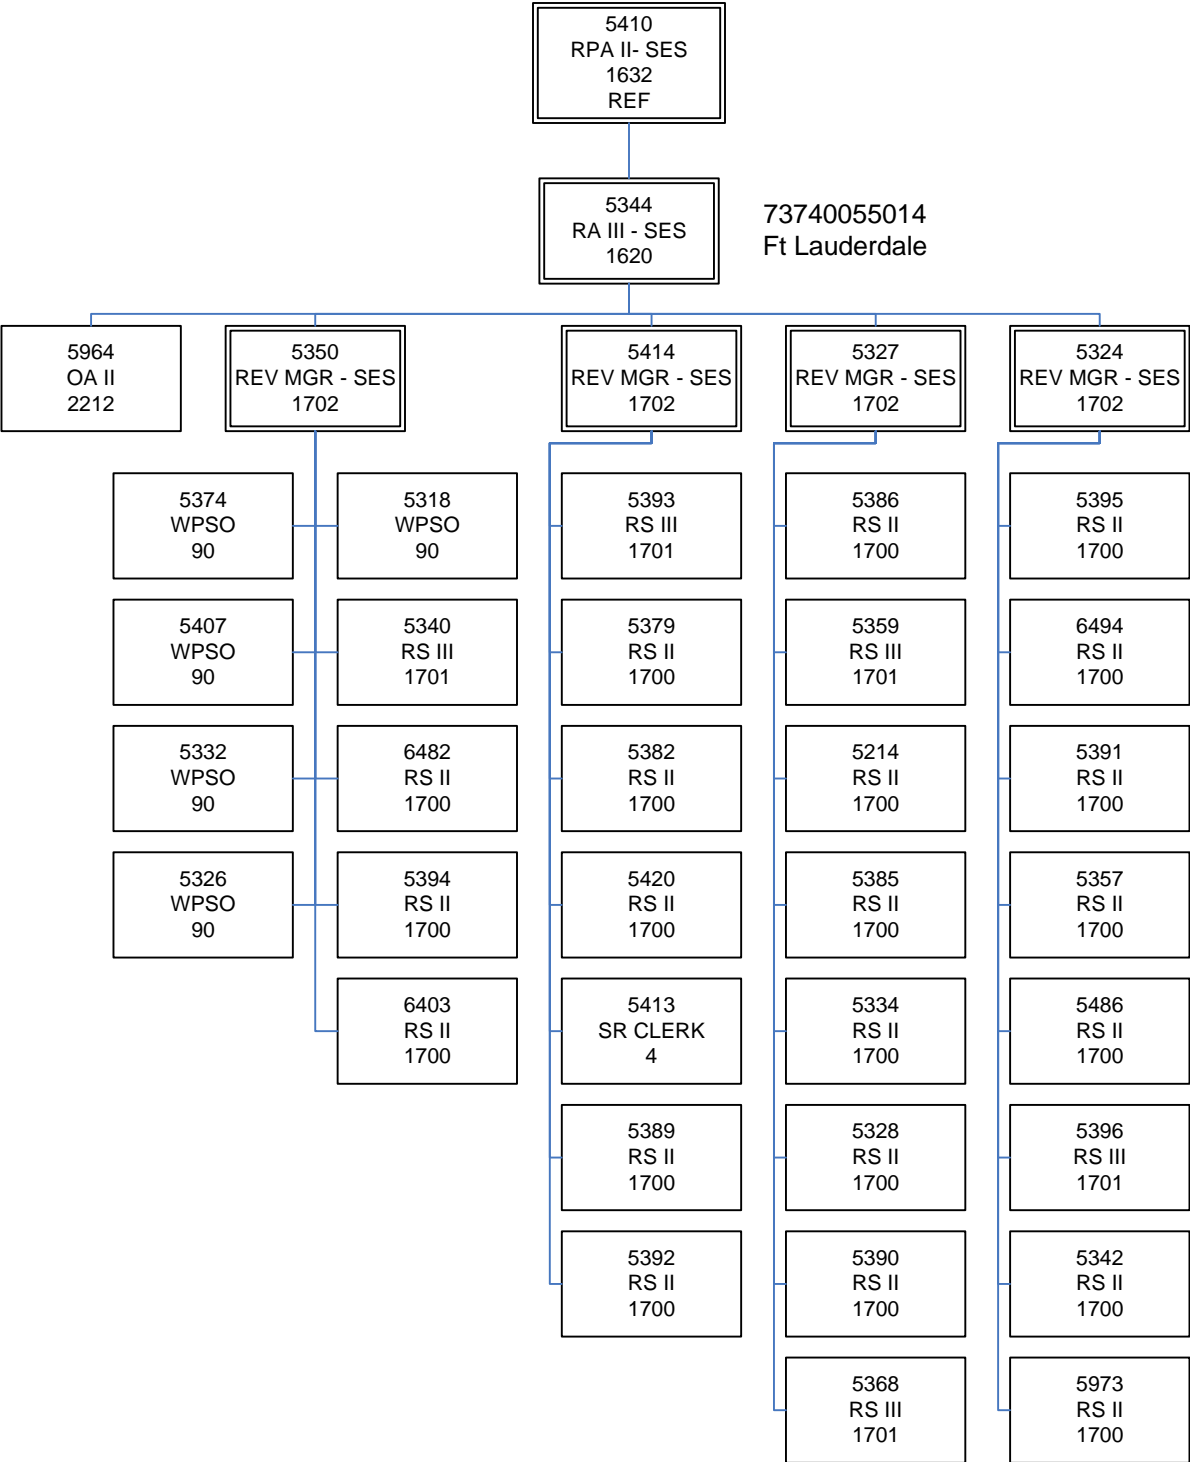 5410
RPA II- SES
1632
REF
5344
RA III - SES
1620
73740055014
Ft Lauderdale
5964
OA II
2212
5350
REV MGR - SES
1702
5414
REV MGR - SES
1702
5327
REV MGR - SES
1702
5324
REV MGR - SES
1702
5374
WPSO
90
5318
WPSO
90
5393
RS III
1701
5386
RS II
1700
5395
RS II
1700
5407
WPSO
90
5340
RS III
1701
5379
RS II
1700
5359
RS III
1701
6494
RS II
1700
5332
WPSO
90
6482
RS II
1700
5382
RS II
1700
5214
RS II
1700
5391
RS II
1700
5326
WPSO
90
5394
RS II
1700
5420
RS II
1700
5385
RS II
1700
5357
RS II
1700
6403
RS II
1700
5413
SR CLERK
4
5334
RS II
1700
5486
RS II
1700
5389
RS II
1700
5328
RS II
1700
5396
RS III
1701
5392
RS II
1700
5390
RS II
1700
5342
RS II
1700
5368
RS III
1701
5973
RS II
1700